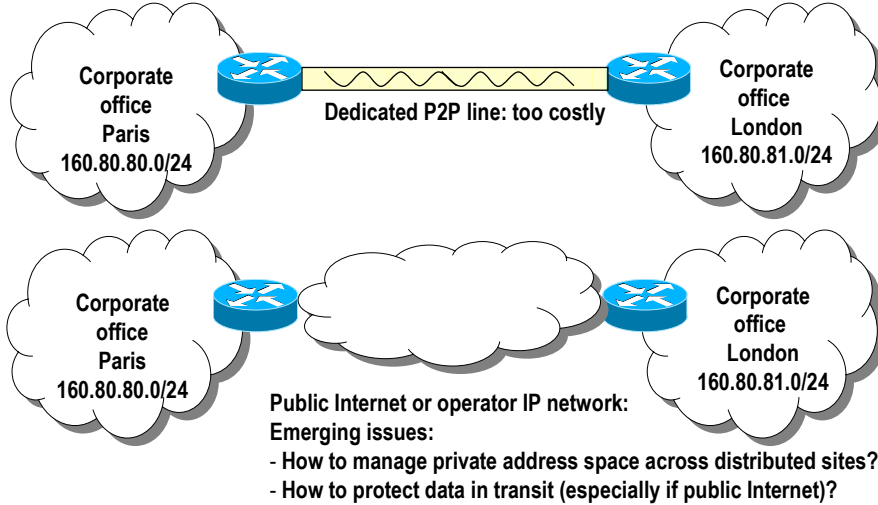 Corporate
office
Paris
160.80.80.0/24
Dedicated P2P line: too costly
Corporate
office
London
160.80.81.0/24
Corporate
office
Paris
160.80.80.0/24
Corporate
office
London
160.80.81.0/24
Public Internet or operator IP network:
Emerging issues:
- How to manage private address space across distributed sites?
- How to protect data in transit (especially if public Internet)?